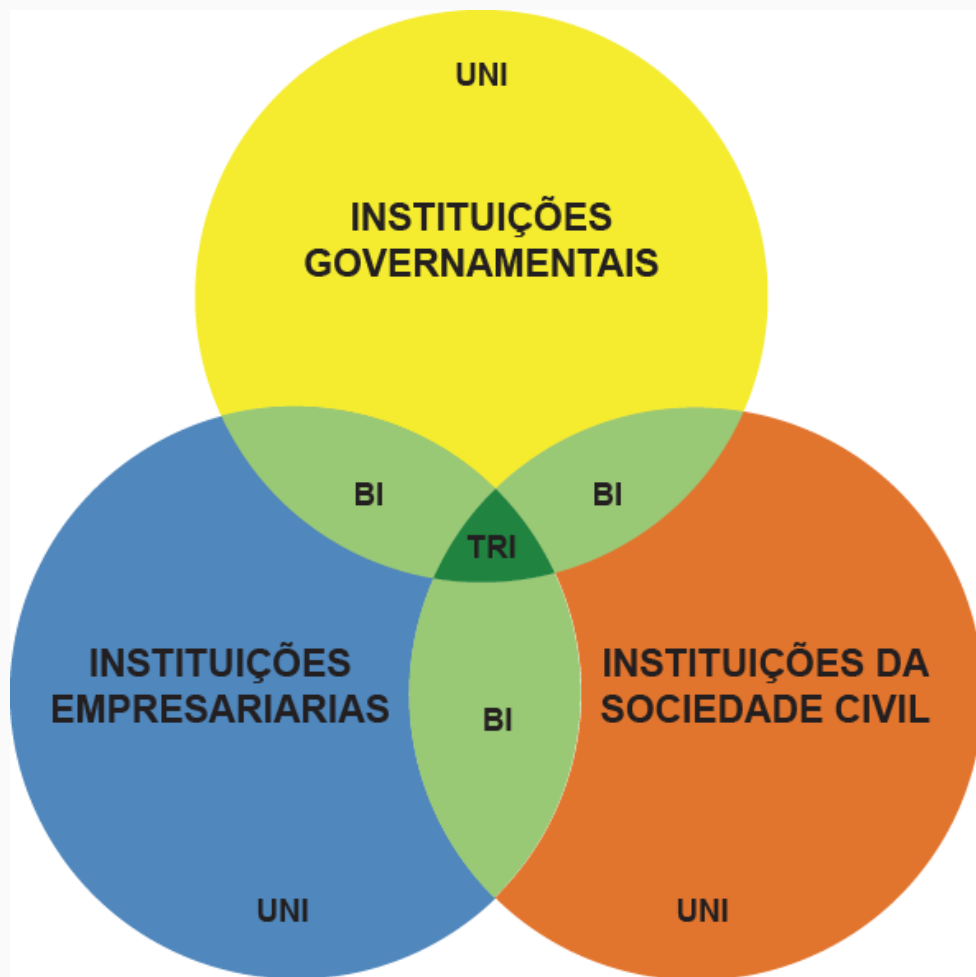 UNI
INSTITUIÇÕES
GOVERNAMENTAIS
BI
BI
TRI
INSTITUIÇÕES
EMPRESARIARIAS
INSTITUIÇÕES DA
SOCIEDADE CIVIL
BI
UNI
UNI